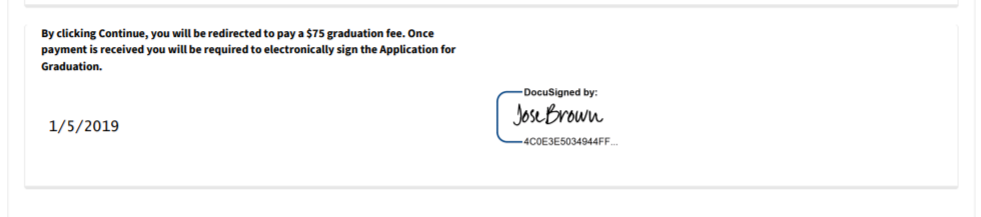 By clicking Continue, you will be redirected to pay a $75 graduation fee. Once
payment is received you will be required to electronically sign the Application for
Graduation.
DocuSigned by:
Jose Brown
1/5/2019
4C0E3E5034944FF...